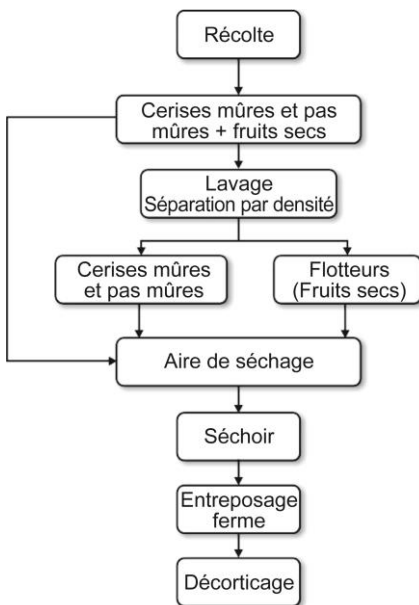 Récolte
Cerises mûres et pas
mûres + fruits secs
Lavage
Séparation par densité
Cerises mûres
et pas mûres
Flotteurs
(Fruits secs)
Aire de séchage
Séchoir
Entreposage
ferme
Décorticage